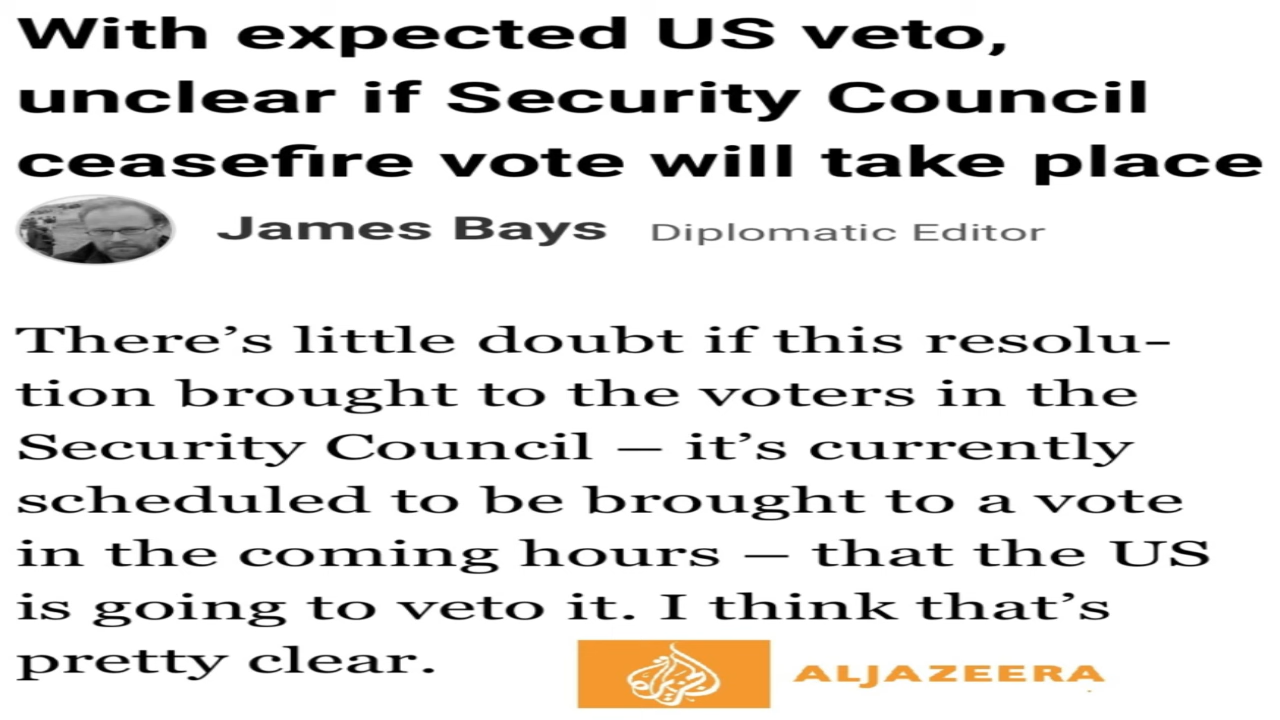 With expected US veto,
unclear if Security Council
ceasefire vote will take place
James Bays Diplomatic Editor
There’s little doubt if this resolu-
tion brought to the voters in the
Security Council – it’s currently
scheduled to be brought to a vote
in the coming hours – that the US
is going to veto it. I think that’s
pretty clear.
الجزيرة
ALJAZEERA